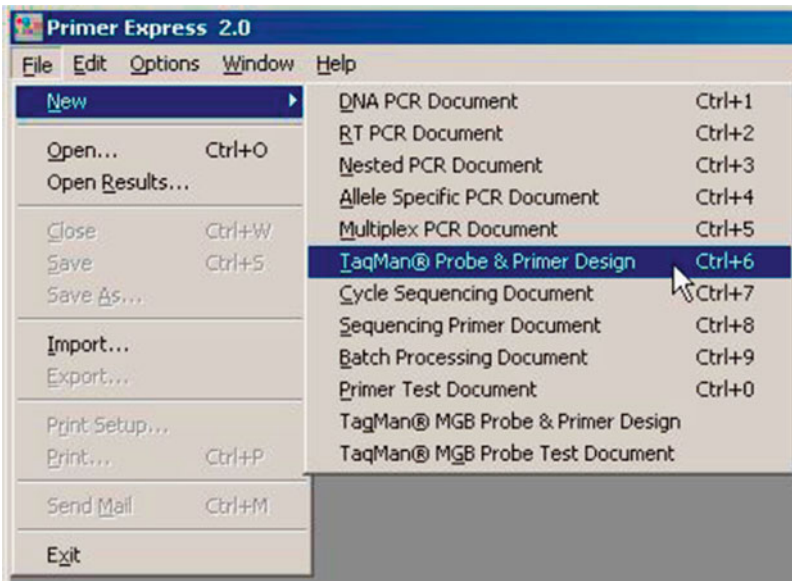 Primer Express 2.0
File Edit Options Window Help
New
Open... Ctrl+O
Open Results...
Close Ctrl+W
Save Ctrl+S
Save As...
Import...
Export...
Print Setup...
Print... Ctrl+P
Send Mail Ctrl+M
Exit
DNA PCR Document Ctrl+1
RT PCR Document Ctrl+2
Nested PCR Document Ctrl+3
Allele Specific PCR Document Ctrl+4
Multiplex PCR Document Ctrl+5
TaqMan® Probe & Primer Design Ctrl+6
Cycle Sequencing Document Ctrl+7
Sequencing Primer Document Ctrl+8
Batch Processing Document Ctrl+9
Primer Test Document Ctrl+0
TaqMan® MGB Probe & Primer Design
TaqMan® MGB Probe Test Document